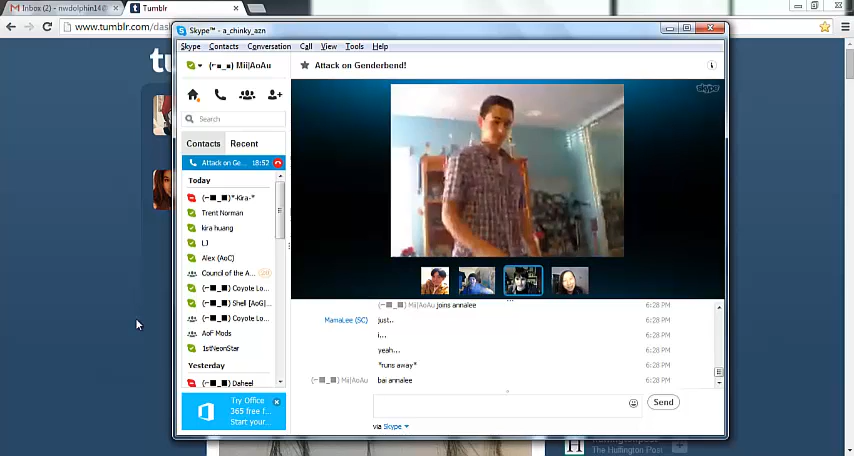 Inbox (2) - nwdolphin14@
Tumblr
www.tumblr.com/das
Skype™ - a_chinky_azn
Skype Contacts Conversation Call View Tools Help
(⌐■_■) Mii|AoAu
Attack on Genderbend!
skype
Search
Contacts Recent
Attack on Ge... 18:52
Today
(⌐■_■)*-Kira-*
Trent Norman
kira huang
LJ
Alex (AoC)
Council of the A...
(⌐■_■) Coyote Lo...
(⌐■_■) Shell [AoG|...
(⌐■_■) Coyote Lo...
AoF Mods
1stNeonStar
Yesterday
(⌐■_■) Daheel
Try Office
365 free f...
Start your...
(⌐■_■) Mii|AoAu joins annalee 6:28 PM
MamaLee (SC) just.. 6:28 PM
i... 6:28 PM
yeah... 6:28 PM
*runs away* 6:28 PM
(⌐■_■) Mii|AoAu bai annalee 6:28 PM
Send
via Skype
The Huffington Post